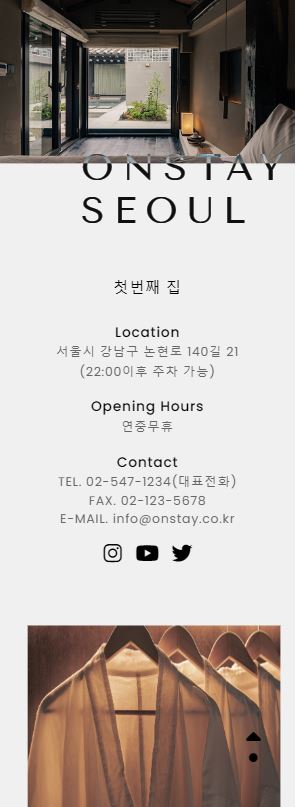 ONSTAY
SEOUL
첫번째 집
Location
서울시 강남구 논현로 140길 21
(22:00이후 주차 가능)
Opening Hours
연중무휴
Contact
TEL. 02-547-1234(대표전화)
FAX. 02-123-5678
E-MAIL. info@onstay.co.kr